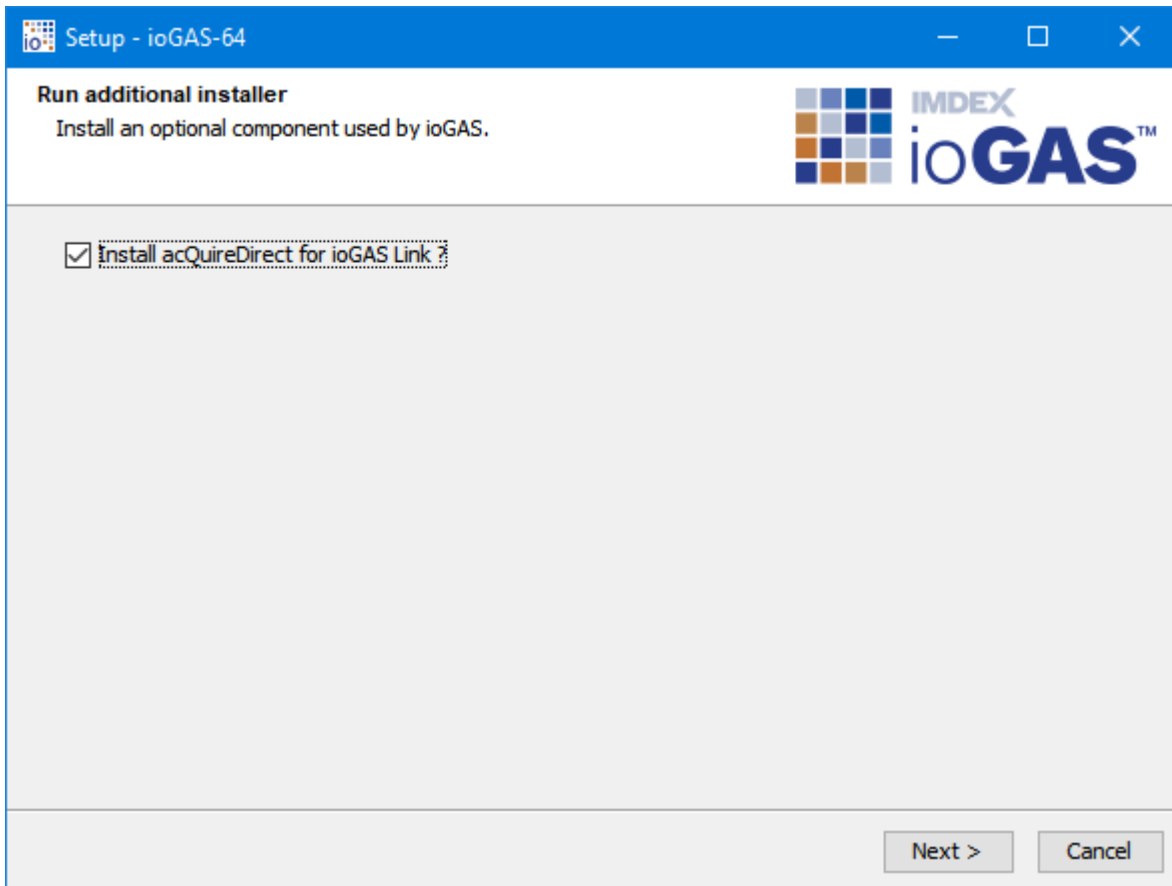 io Setup - ioGAS-64
Run additional installer
Install an optional component used by ioGAS.
IMDEX
ioGAS™
Install acQuireDirect for ioGAS Link ?
Next >
Cancel